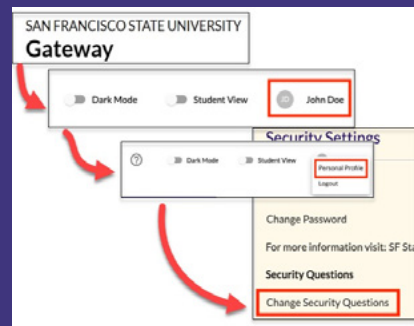 SAN FRANCISCO STATE UNIVERSITY
Gateway
Dark Mode Student View JD John Doe
Security Settings
? Dark Mode Student View
Personal Profile
Logout
Change Password
For more information visit: SF Sta
Security Questions
Change Security Questions